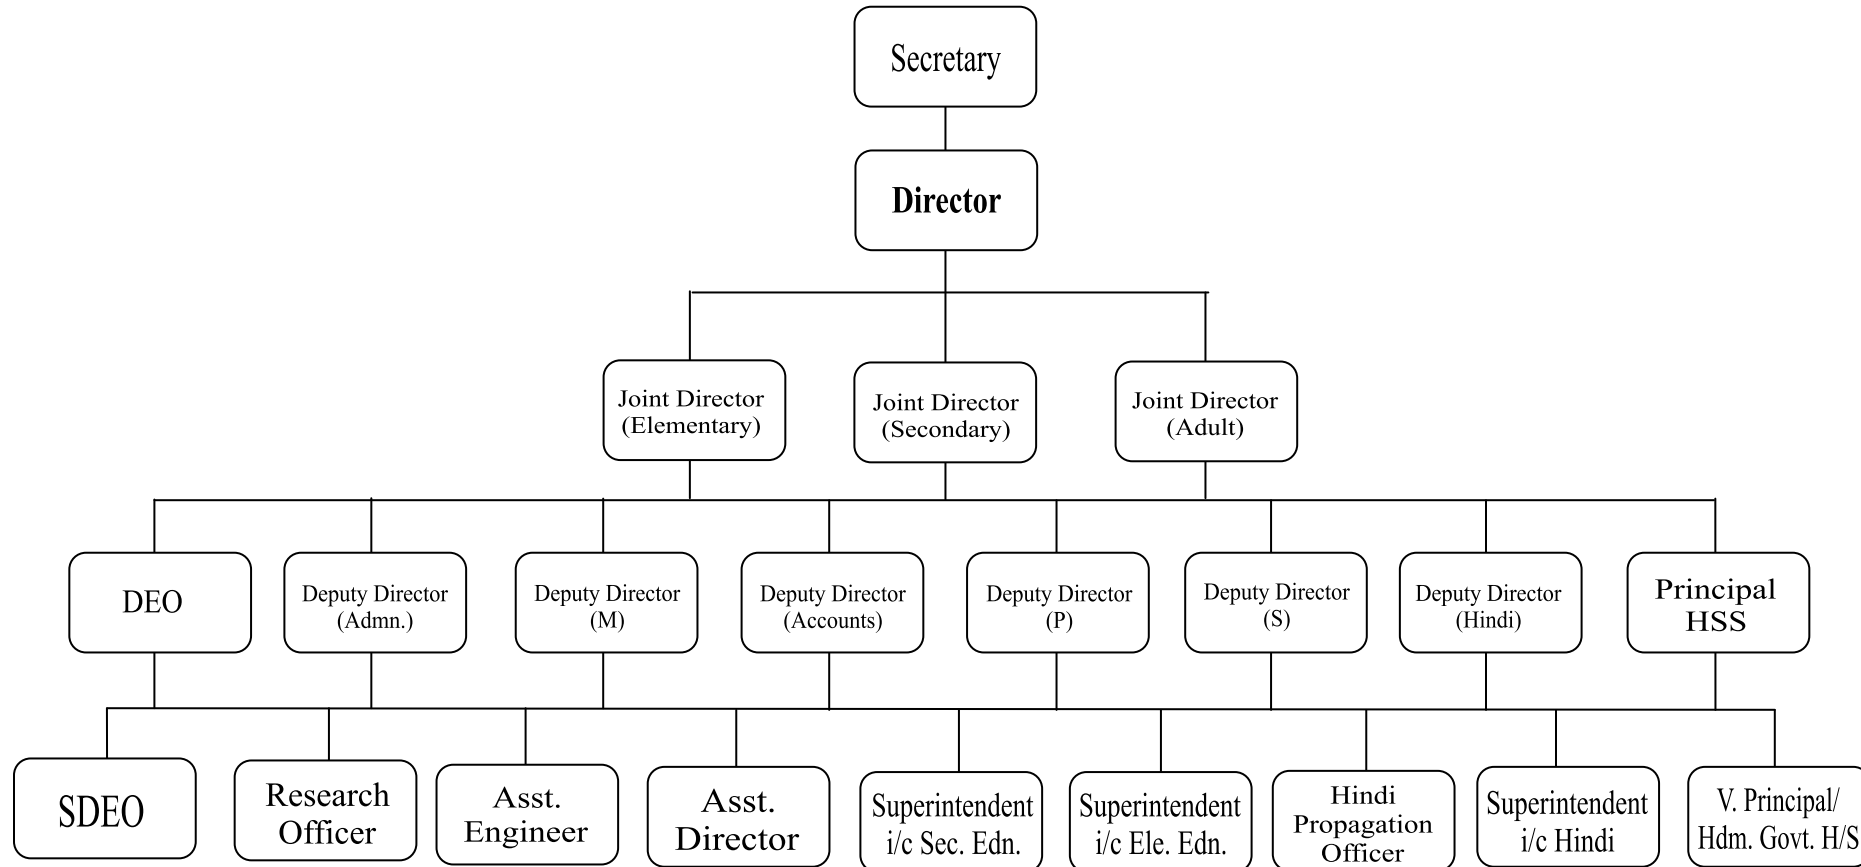 Secretary
Director
Joint Director
(Elementary)
Joint Director
(Secondary)
Joint Director
(Adult)
DEO
Deputy Director
(Admn.)
Deputy Director
(M)
Deputy Director
(Accounts)
Deputy Director
(P)
Deputy Director
(S)
Deputy Director
(Hindi)
Principal
HSS
SDEO
Research
Officer
Asst.
Engineer
Asst.
Director
Superintendent
i/c Sec. Edn.
Superintendent
i/c Ele. Edn.
Hindi
Propagation
Officer
Superintendent
i/c Hindi
V. Principal/
Hdm. Govt. H/S